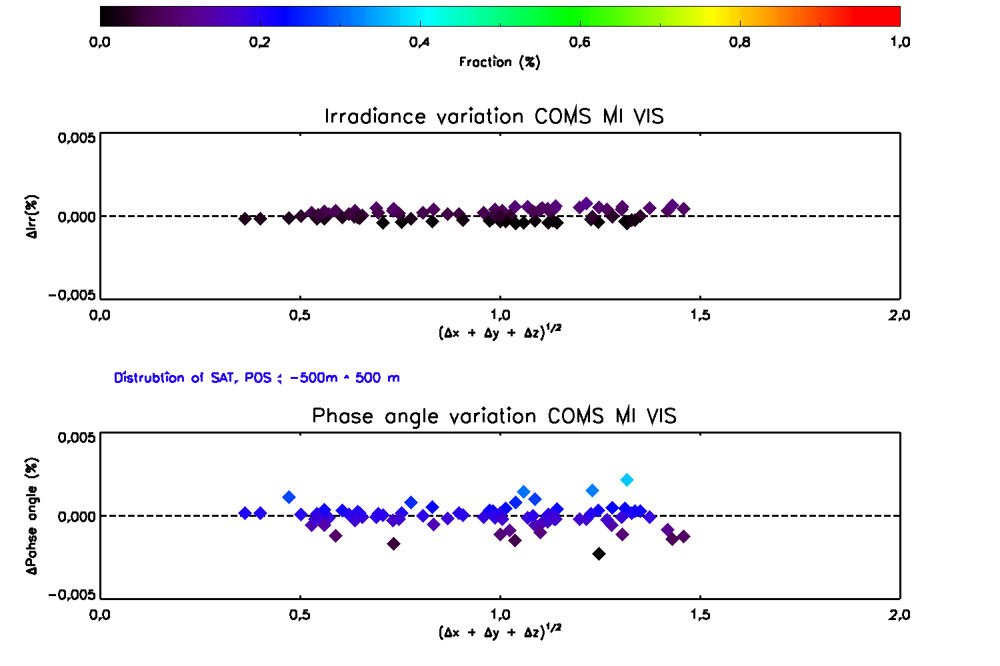 0.0 0.2 0.4 0.6 0.8 1.0
Fraction (%)
Irradiance variation COMS MI VIS
0.005
0.000
-0.005
ΔIrr(%)
0.0 0.5 1.0 1.5 2.0
(Δx + Δy + Δz)^1/2
Distrubtion of SAT. POS : -500m ~ 500 m
Phase angle variation COMS MI VIS
0.005
0.000
-0.005
ΔPahse angle (%)
0.0 0.5 1.0 1.5 2.0
(Δx + Δy + Δz)^1/2